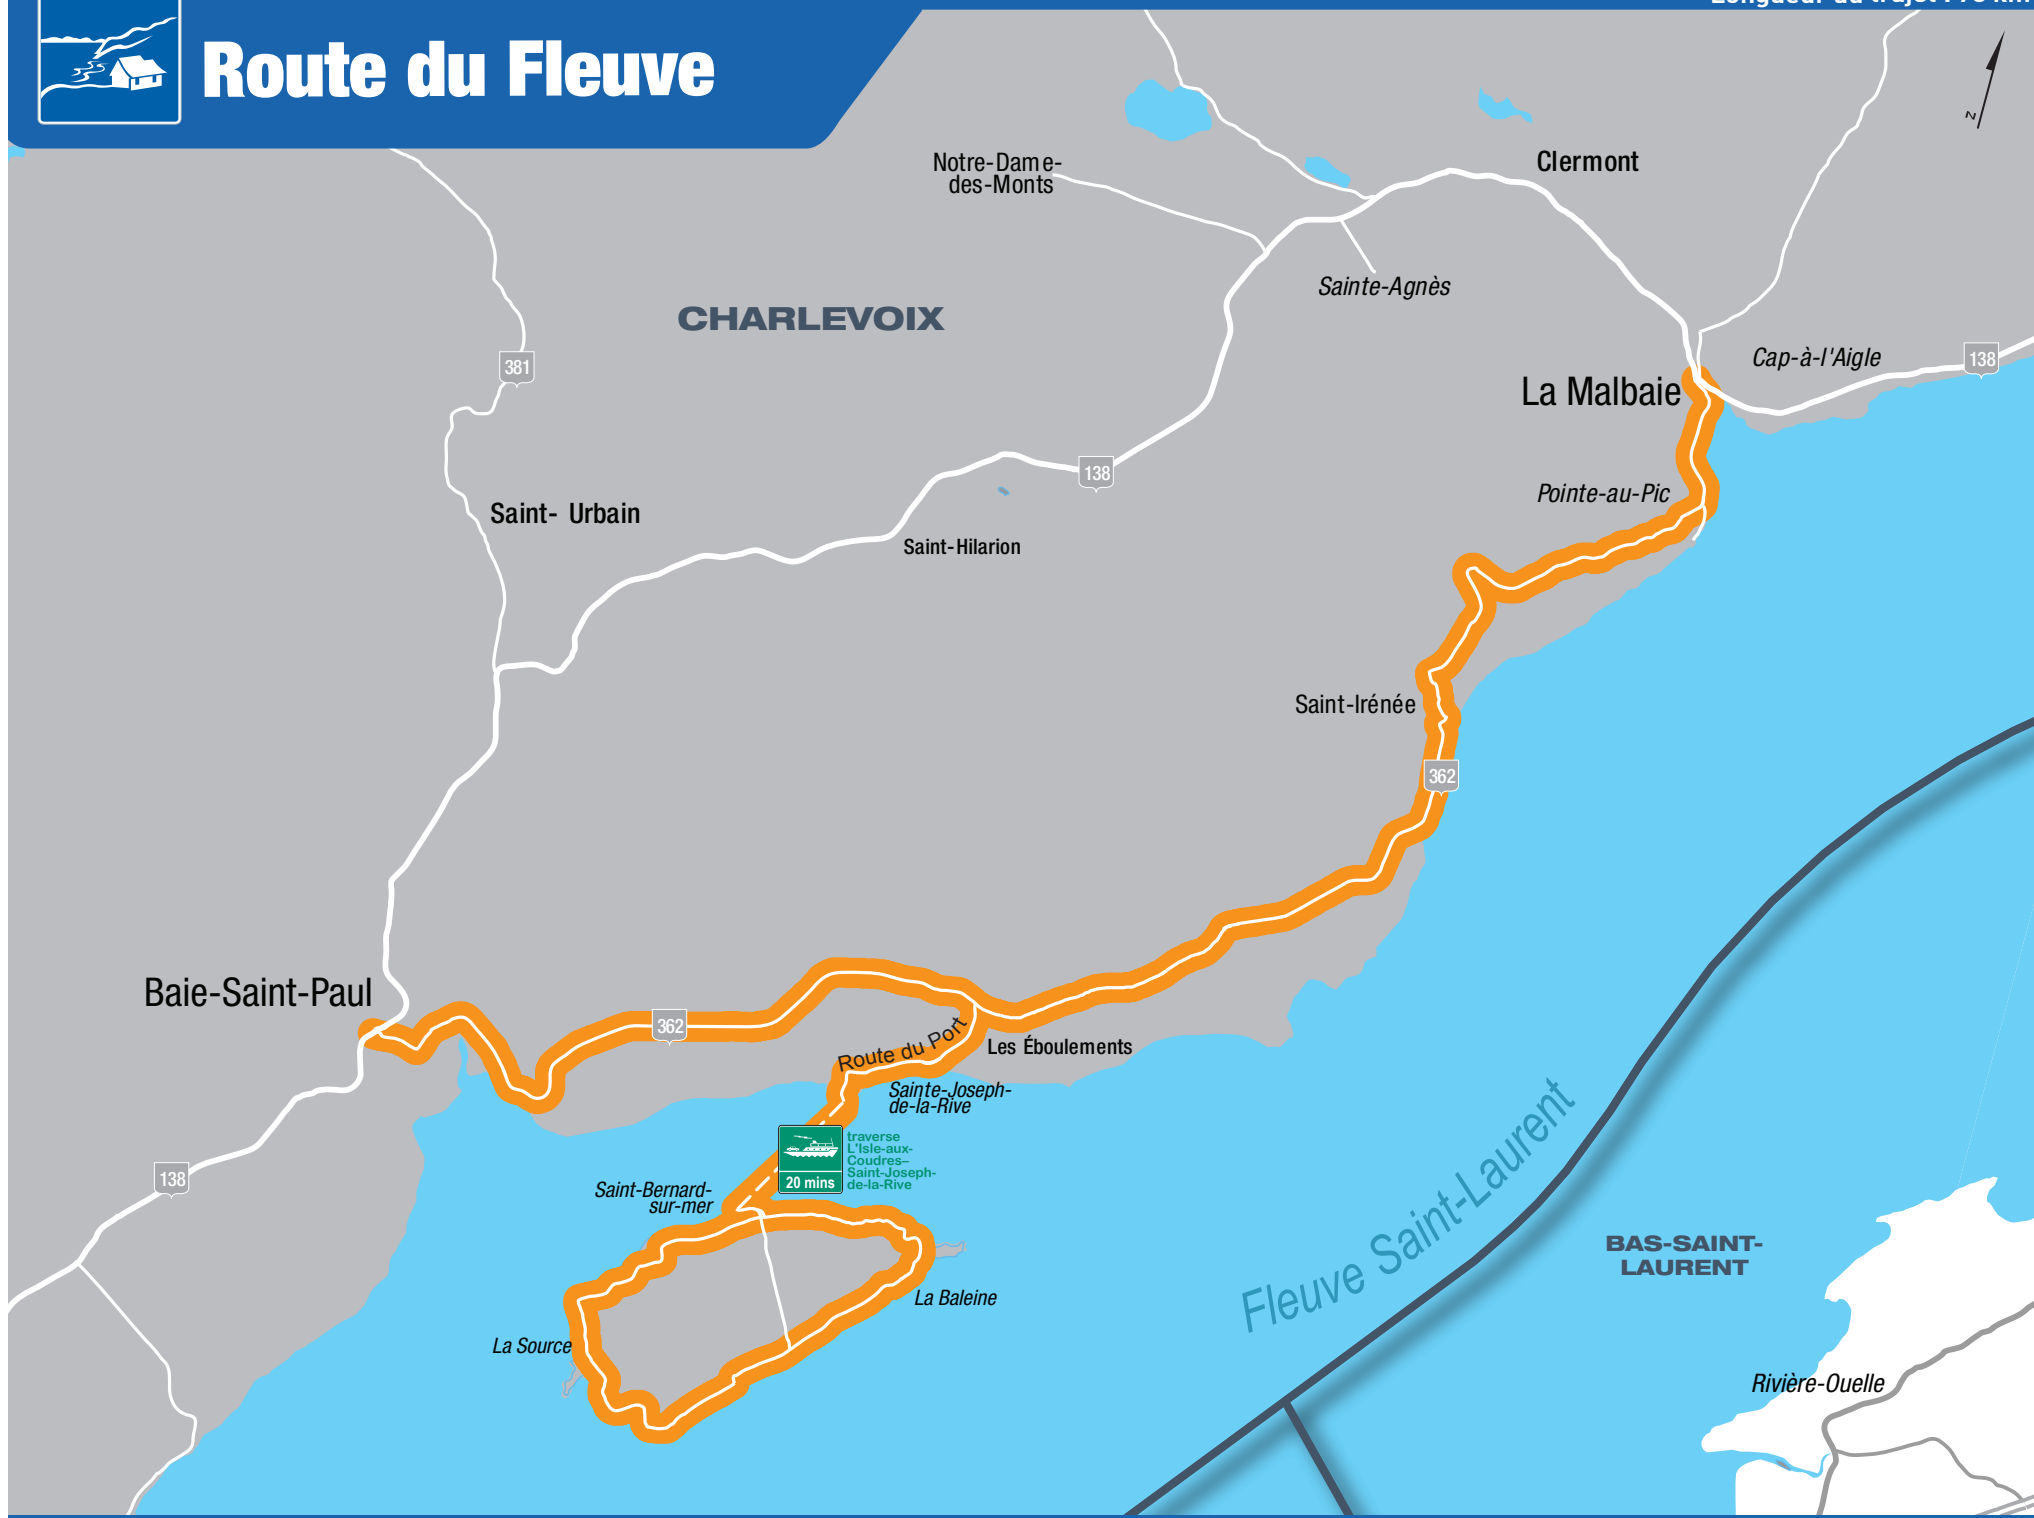 Route du Fleuve
N
Notre-Dame-
des-Monts
Clermont
Sainte-Agnès
CHARLEVOIX
381
Cap-à-l'Aigle
138
La Malbaie
138
Pointe-au-Pic
Saint- Urbain
Saint-Hilarion
Saint-Irénée
362
Baie-Saint-Paul
362
Route du Port
Les Éboulements
Sainte-Joseph-
de-la-Rive
traverse
L'Isle-aux-
Coudres–
Saint-Joseph-
de-la-Rive
20 mins
138
Saint-Bernard-
sur-mer
La Baleine
La Source
Fleuve Saint-Laurent
BAS-SAINT-
LAURENT
Rivière-Ouelle